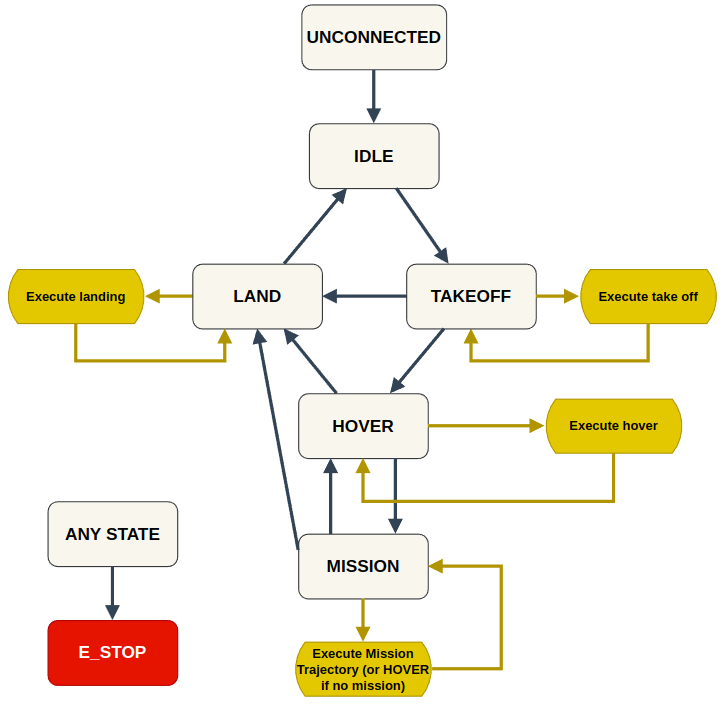 UNCONNECTED
IDLE
LAND
TAKEOFF
Execute landing
Execute take off
HOVER
Execute hover
ANY STATE
MISSION
E_STOP
Execute Mission
Trajectory (or HOVER
if no mission)